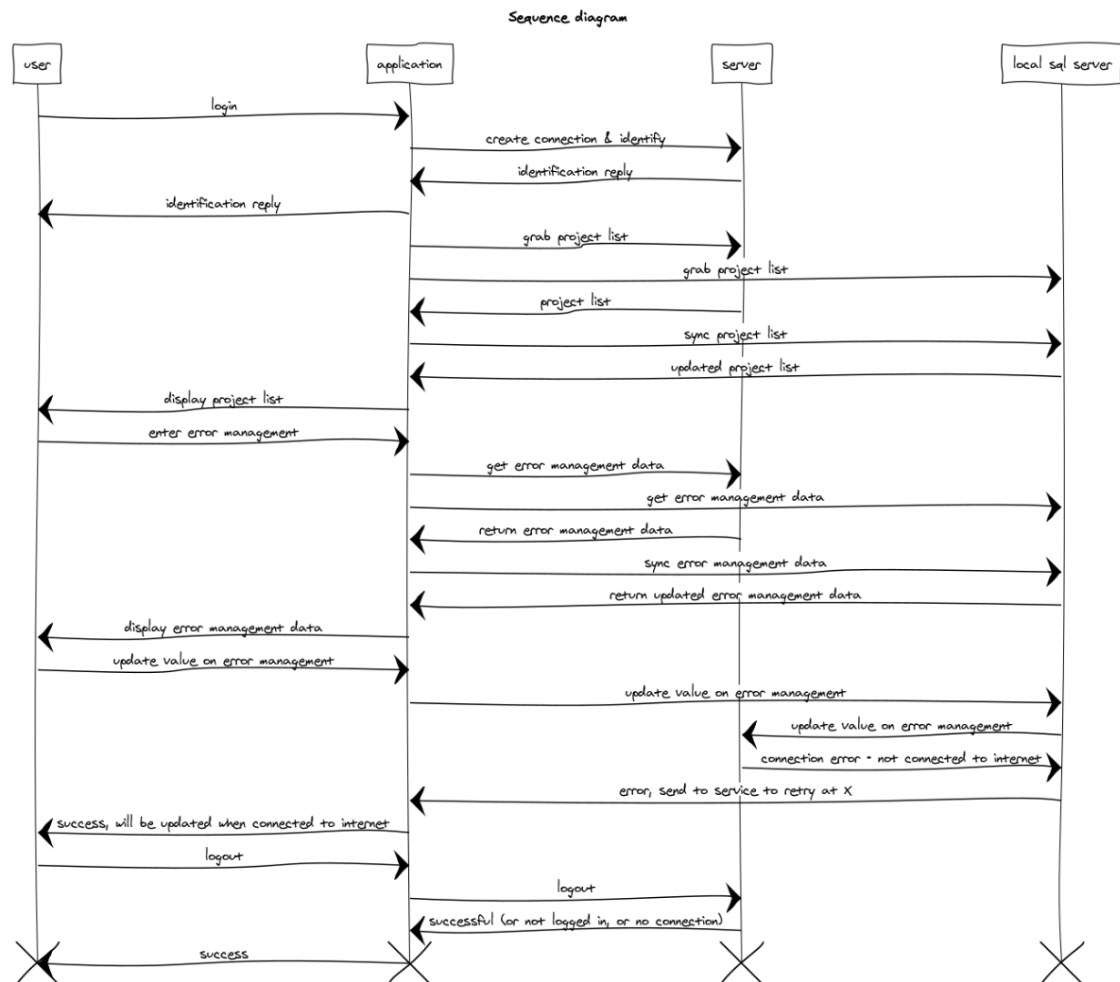 Sequence diagram
user
application
server
local sql server
login
create connection & identify
identification reply
identification reply
grab project list
grab project list
project list
sync project list
updated project list
display project list
enter error management
get error management data
get error management data
return error management data
sync error management data
return updated error management data
display error management data
update value on error management
update value on error management
update value on error management
connection error - not connected to internet
error, send to service to retry at X
success, will be updated when connected to internet
logout
logout
successful (or not logged in, or no connection)
success